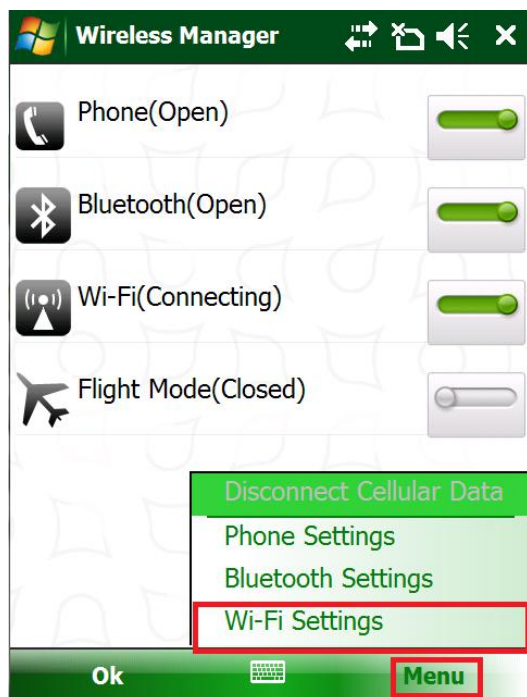 Wireless Manager
Phone(Open)
Bluetooth(Open)
Wi-Fi(Connecting)
Flight Mode(Closed)
Disconnect Cellular Data
Phone Settings
Bluetooth Settings
Wi-Fi Settings
Ok Menu